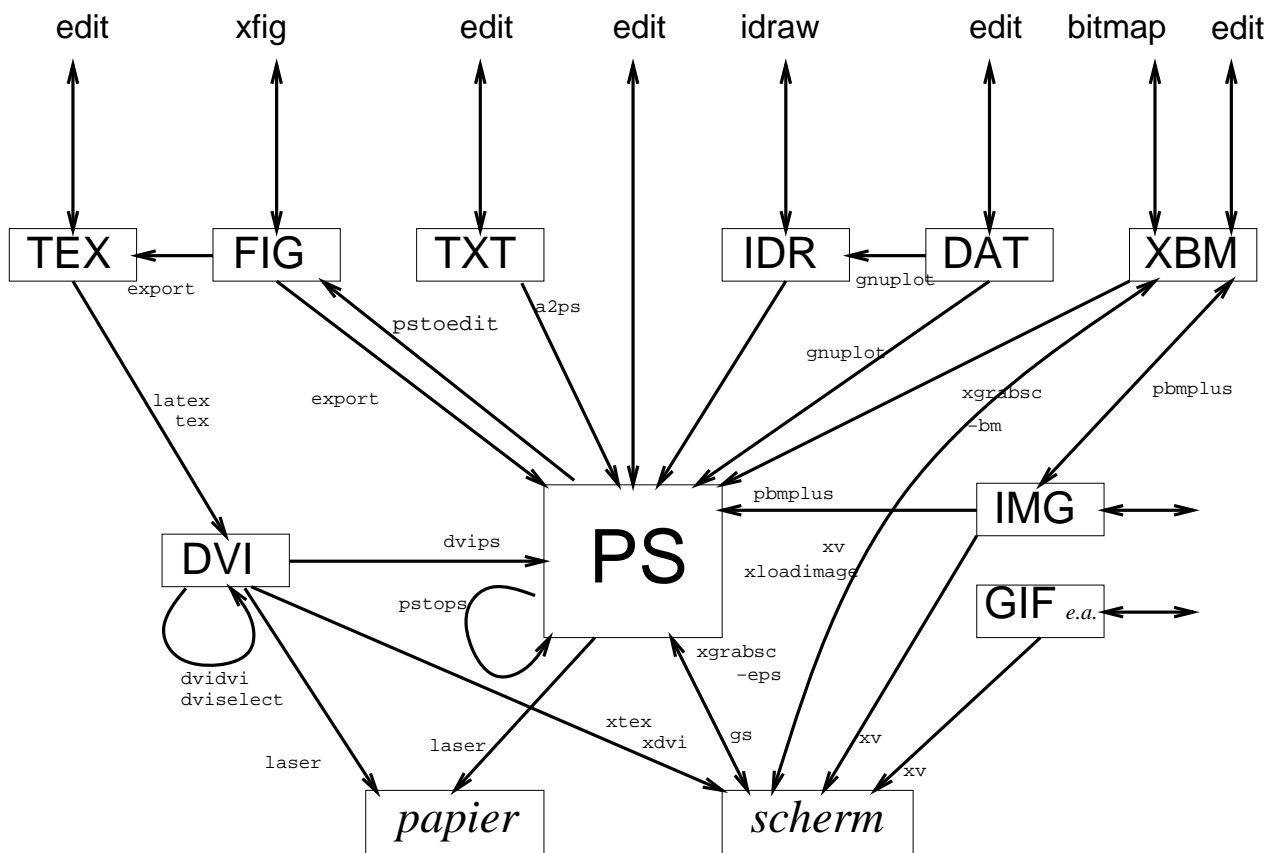 edit
xfig
edit
edit
idraw
edit
bitmap
edit
TEX
FIG
TXT
IDR
DAT
XBM
export
gnuplot
a2ps
pstoedit
gnuplot
latex
tex
export
xgrabsc
-bm
pbmplus
pbmplus
IMG
PS
DVI
dvips
xv
xloadimage
pstops
GIF e.a.
dvidvi
dviselect
xgrabsc
-eps
xtex
xdvi
laser
laser
gs
xv
xv
papier
scherm